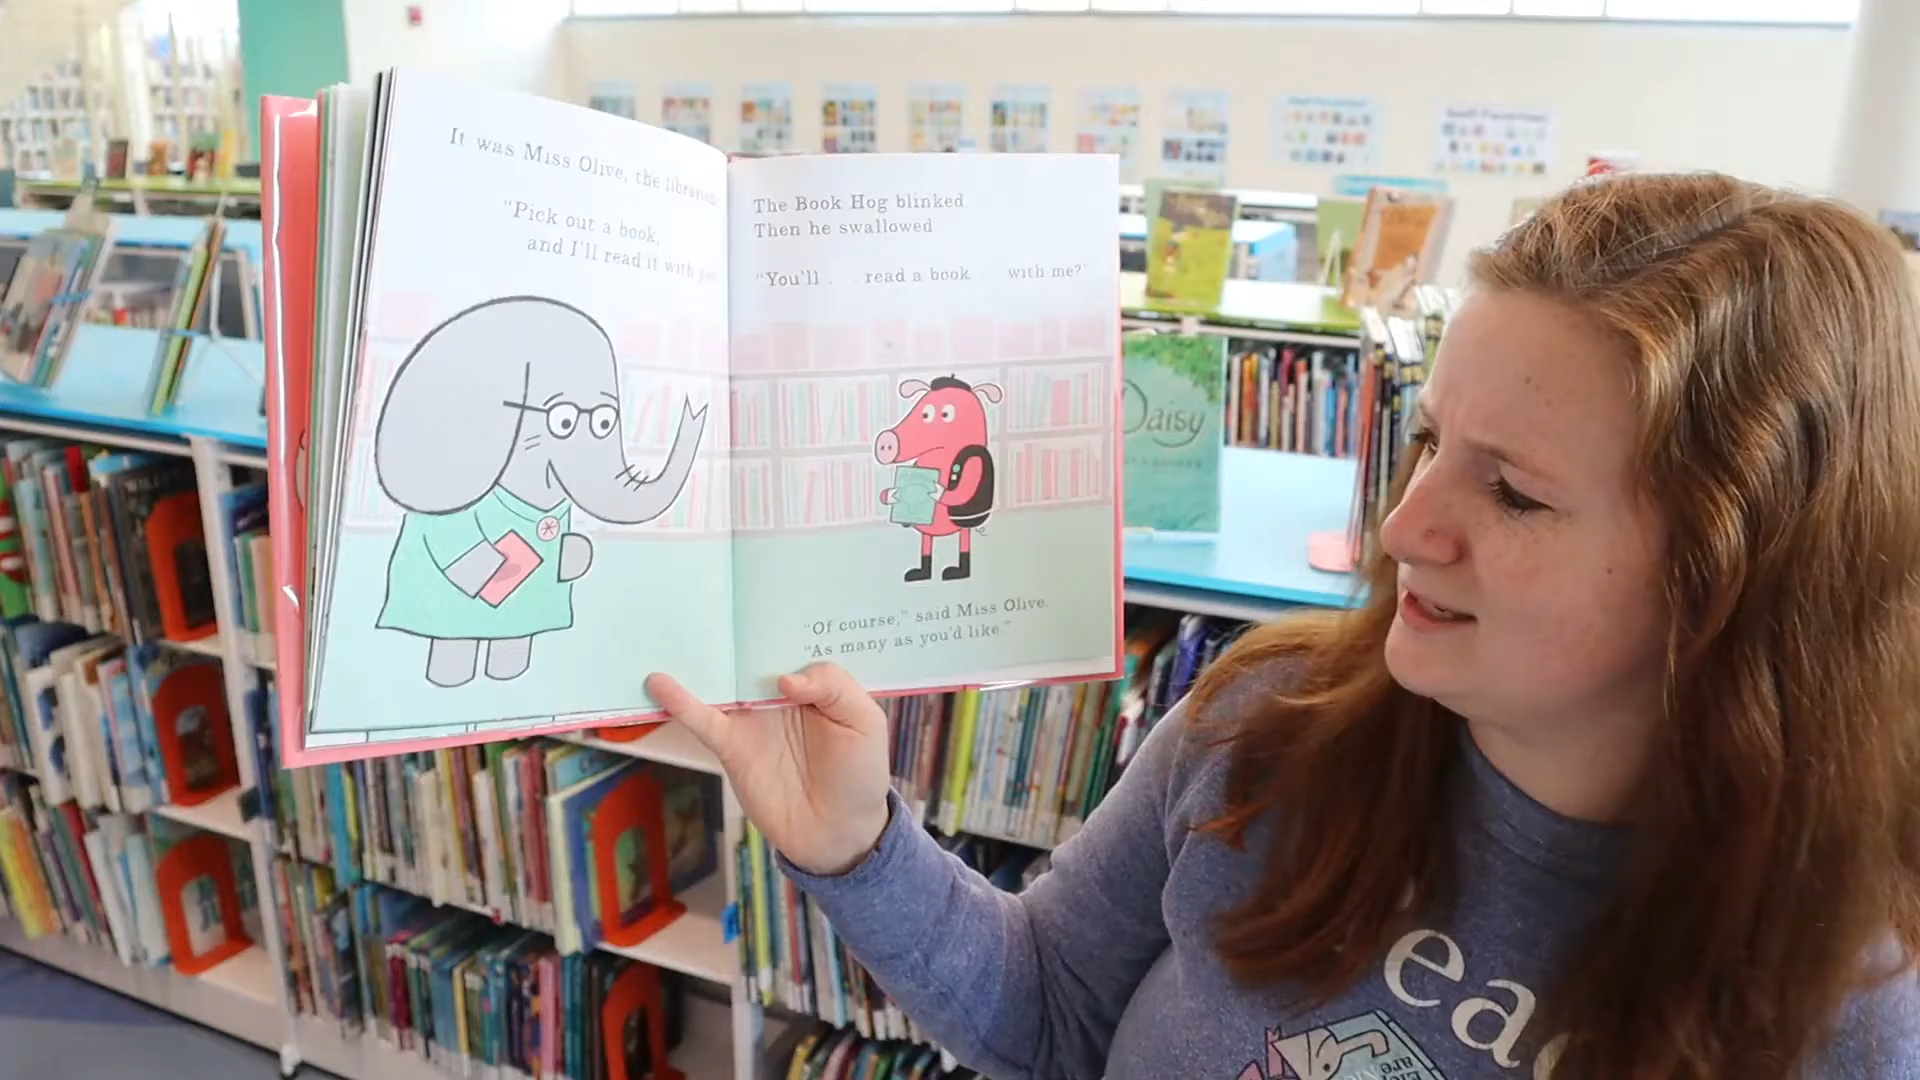 It was Miss Olive, the librarian.
"Pick out a book,
and I'll read it with you."
The Book Hog blinked.
Then he swallowed
"You'll . read a book with me?"
"Of course," said Miss Olive.
"As many as you'd like."
Daisy
ea